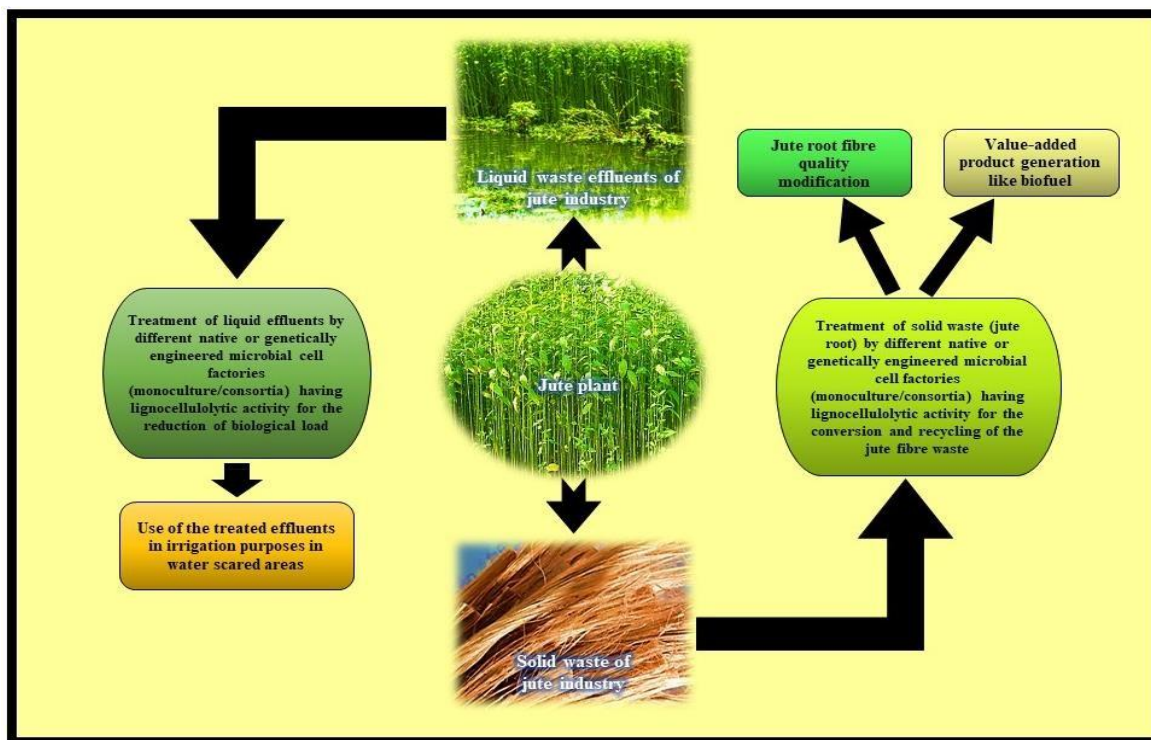 Liquid waste effluents of
jute industry
Jute root fibre
quality
modification
Value-added
product generation
like biofuel
Treatment of liquid effluents by
different native or genetically
engineered microbial cell
factories
(monoculture/consortia) having
lignocellulolytic activity for the
reduction of biological load
Jute plant
Treatment of solid waste (jute
root) by different native or
genetically engineered microbial
cell factories
(monoculture/consortia) having
lignocellulolytic activity for the
conversion and recycling of the
jute fibre waste
Use of the treated effluents
in irrigation purposes in
water scared areas
Solid waste of
jute industry